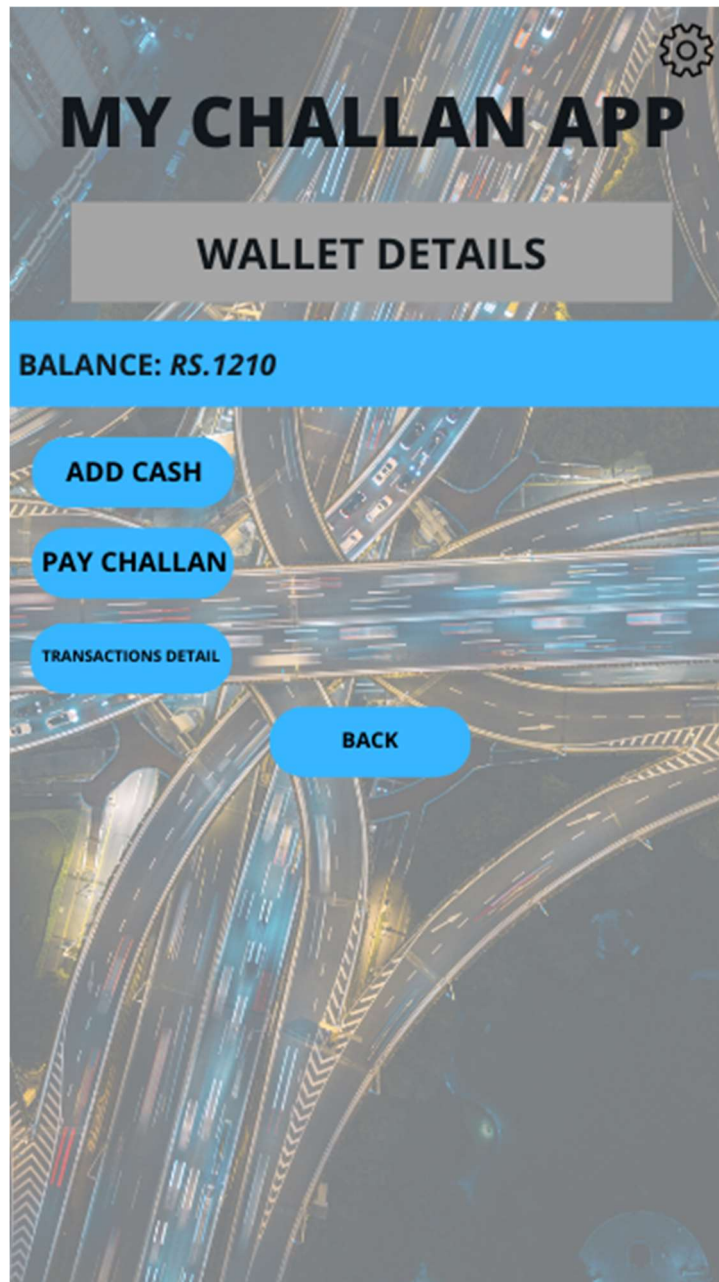 MY CHALLAN APP
WALLET DETAILS
BALANCE: RS.1210
ADD CASH
PAY CHALLAN
TRANSACTIONS DETAIL
BACK